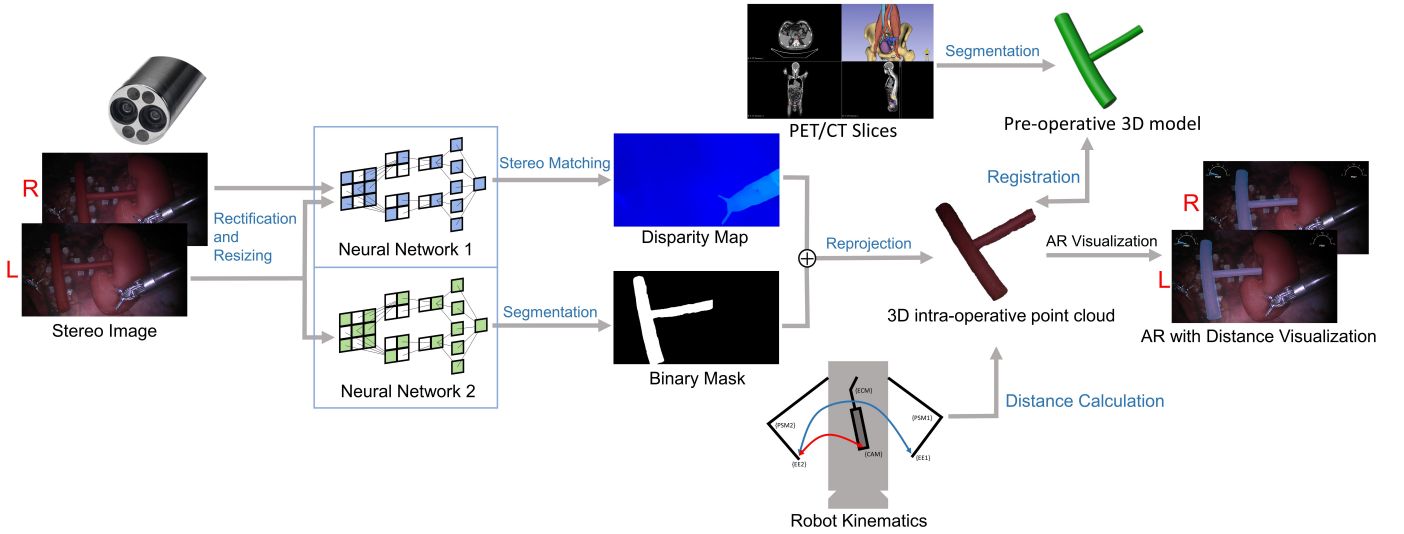 R
L
Stereo Image
Rectification
and
Resizing
Neural Network 1
Neural Network 2
Stereo Matching
Segmentation
Disparity Map
Binary Mask
PET/CT Slices
Segmentation
Pre-operative 3D model
Registration
Reprojection
3D intra-operative point cloud
AR Visualization
R
L
AR with Distance Visualization
{PSM2}
{ECM}
{PSM1}
{EE2}
{CAM}
{EE1}
Distance Calculation
Robot Kinematics